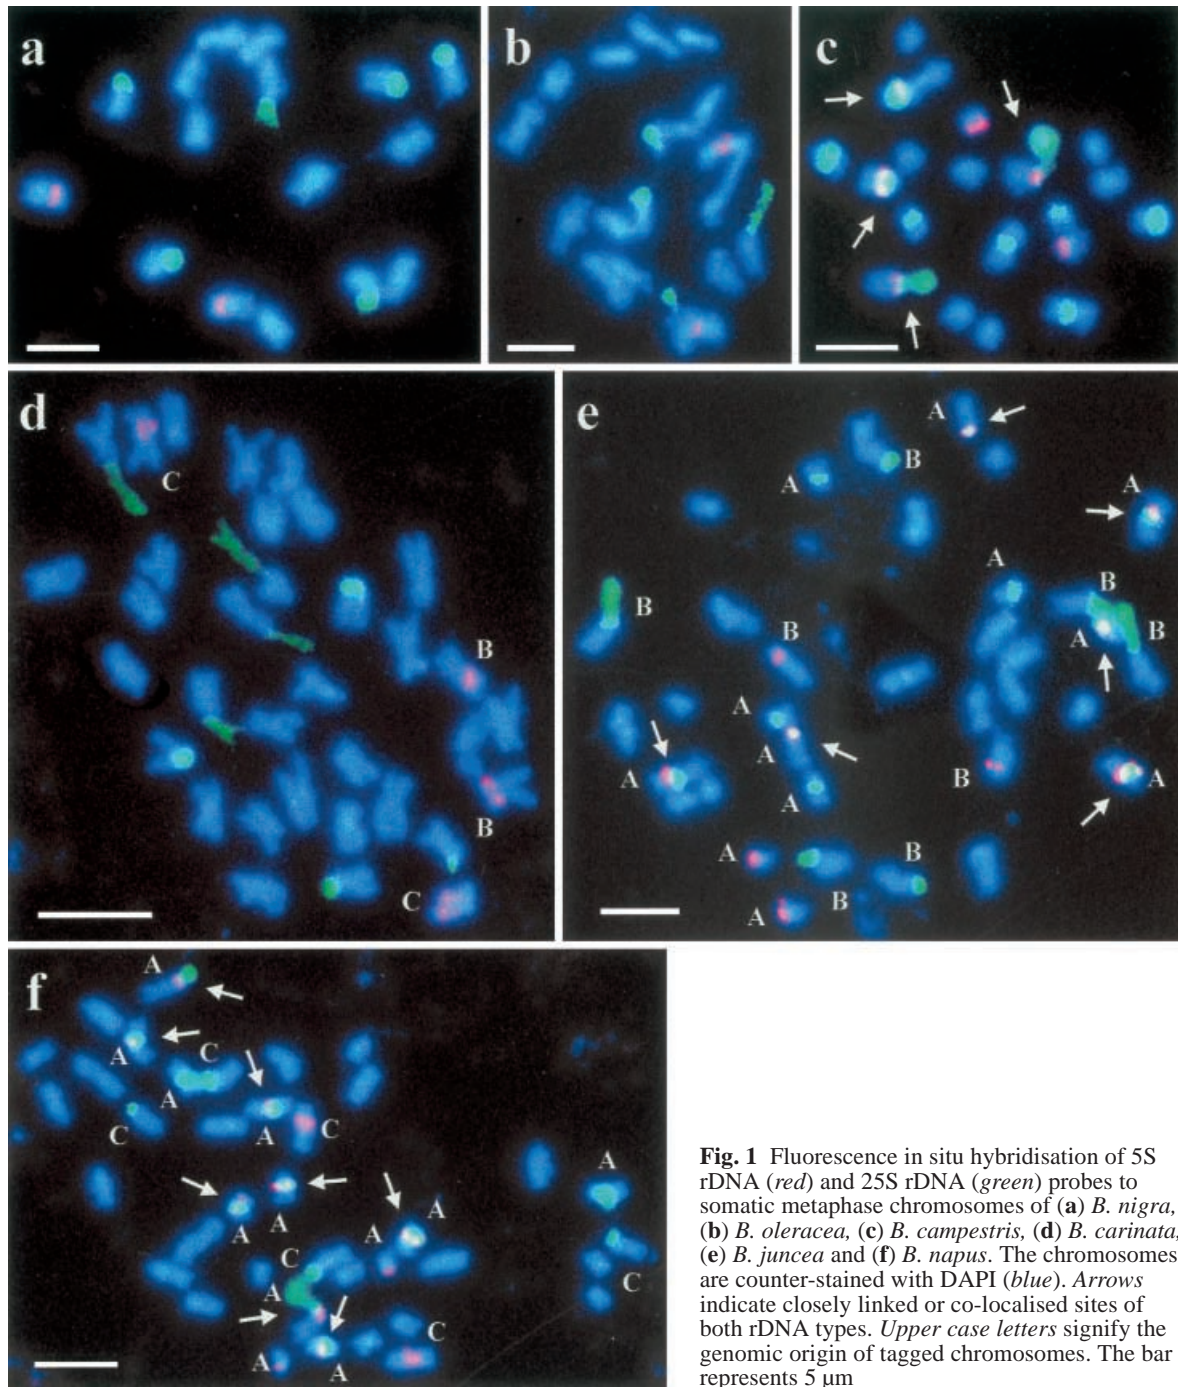 a
b
c
d
C
B
B
C
e
A
B
A
A
A
B
B
A
B
B
A
A
A
A
B
A
A
B
B
A
f
A
A
C
A
C
A
C
A
A
A
A
C
A
C
C
A
A
Fig. 1 Fluorescence in situ hybridisation of 5S
rDNA (red) and 25S rDNA (green) probes to
somatic metaphase chromosomes of (a) B. nigra,
(b) B. oleracea, (c) B. campestris, (d) B. carinata,
(e) B. juncea and (f) B. napus. The chromosomes
are counter-stained with DAPI (blue). Arrows
indicate closely linked or co-localised sites of
both rDNA types. Upper case letters signify the
genomic origin of tagged chromosomes. The bar
represents 5 μm